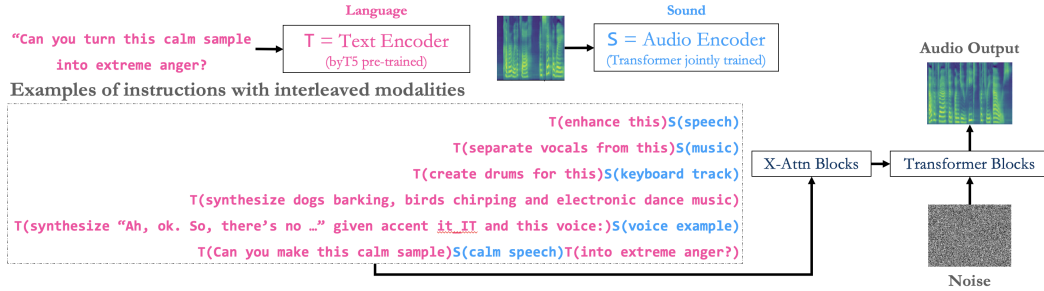 Language
Sound
“Can you turn this calm sample
into extreme anger?
T = Text Encoder
(byT5 pre-trained)
S = Audio Encoder
(Transformer jointly trained)
Audio Output
Examples of instructions with interleaved modalities
T(enhance this)S(speech)
T(separate vocals from this)S(music)
T(create drums for this)S(keyboard track)
T(synthesize dogs barking, birds chirping and electronic dance music)
T(synthesize “Ah, ok. So, there’s no …” given accent it_IT and this voice:)S(voice example)
T(Can you make this calm sample)S(calm speech)T(into extreme anger?)
X-Attn Blocks
Transformer Blocks
Noise